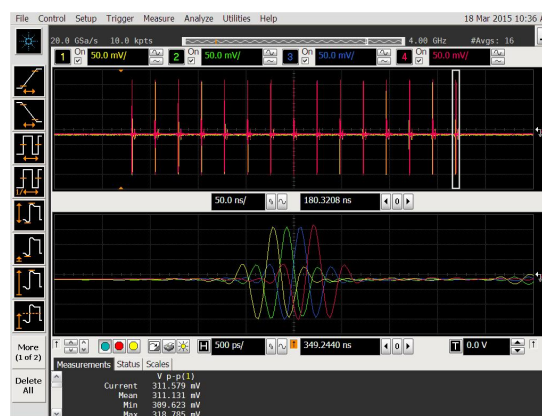 File Control Setup Trigger Measure Analyze Utilities Help 18 Mar 2015 10:36 A
20.0 GSa/s 10.0 kpts 4.00 GHz #Avgs: 16
1 On 50.0 mV/ 2 On 50.0 mV/ 3 On 50.0 mV/ 4 On 50.0 mV/
50.0 ns/ 180.3208 ns 0
More
(1 of 2)
Delete
All
H 500 ps/ 349.2440 ns 0 T 0.0 V
Measurements Status Scales
V p-p(1)
Current 311.579 mV
Mean 311.131 mV
Min 309.623 mV
Max 318.785 mV